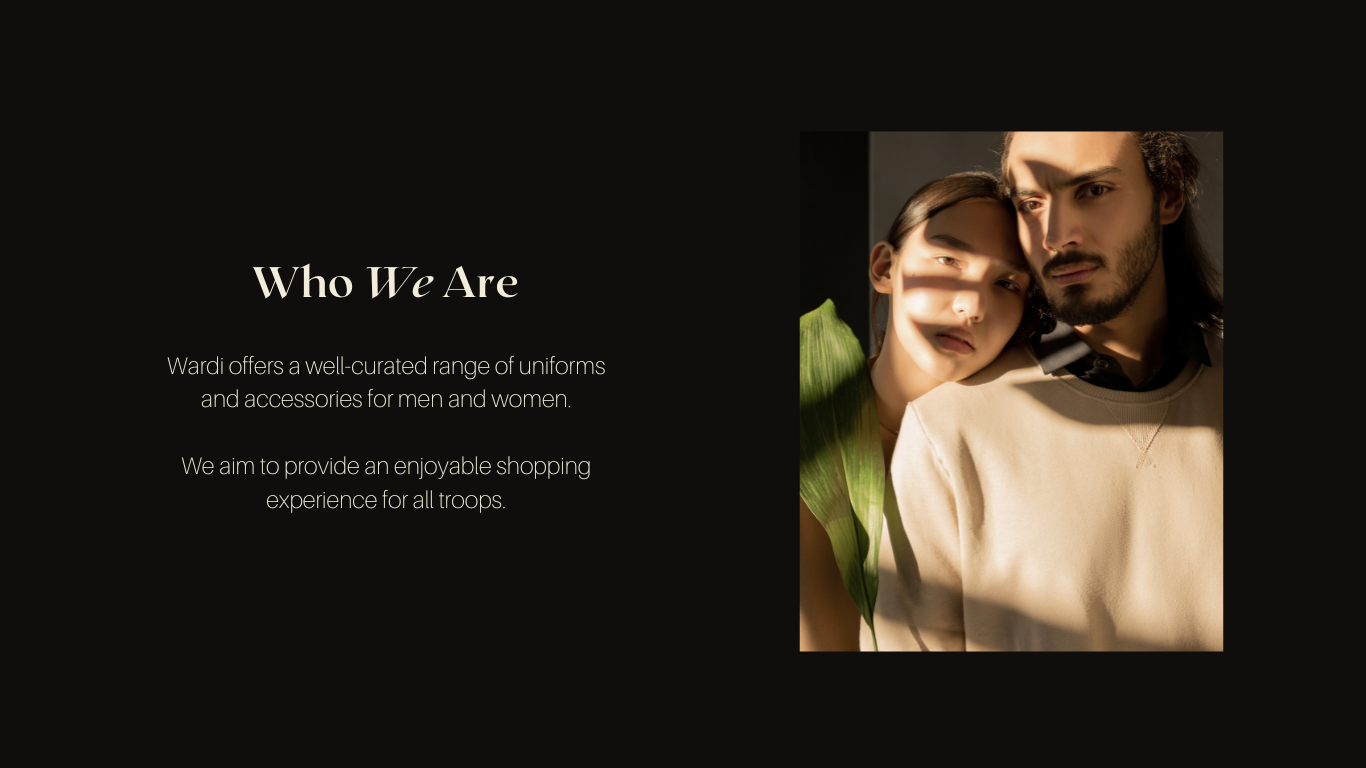 Who We Are
Wardi offers a well-curated range of uniforms
and accessories for men and women.
We aim to provide an enjoyable shopping
experience for all troops.